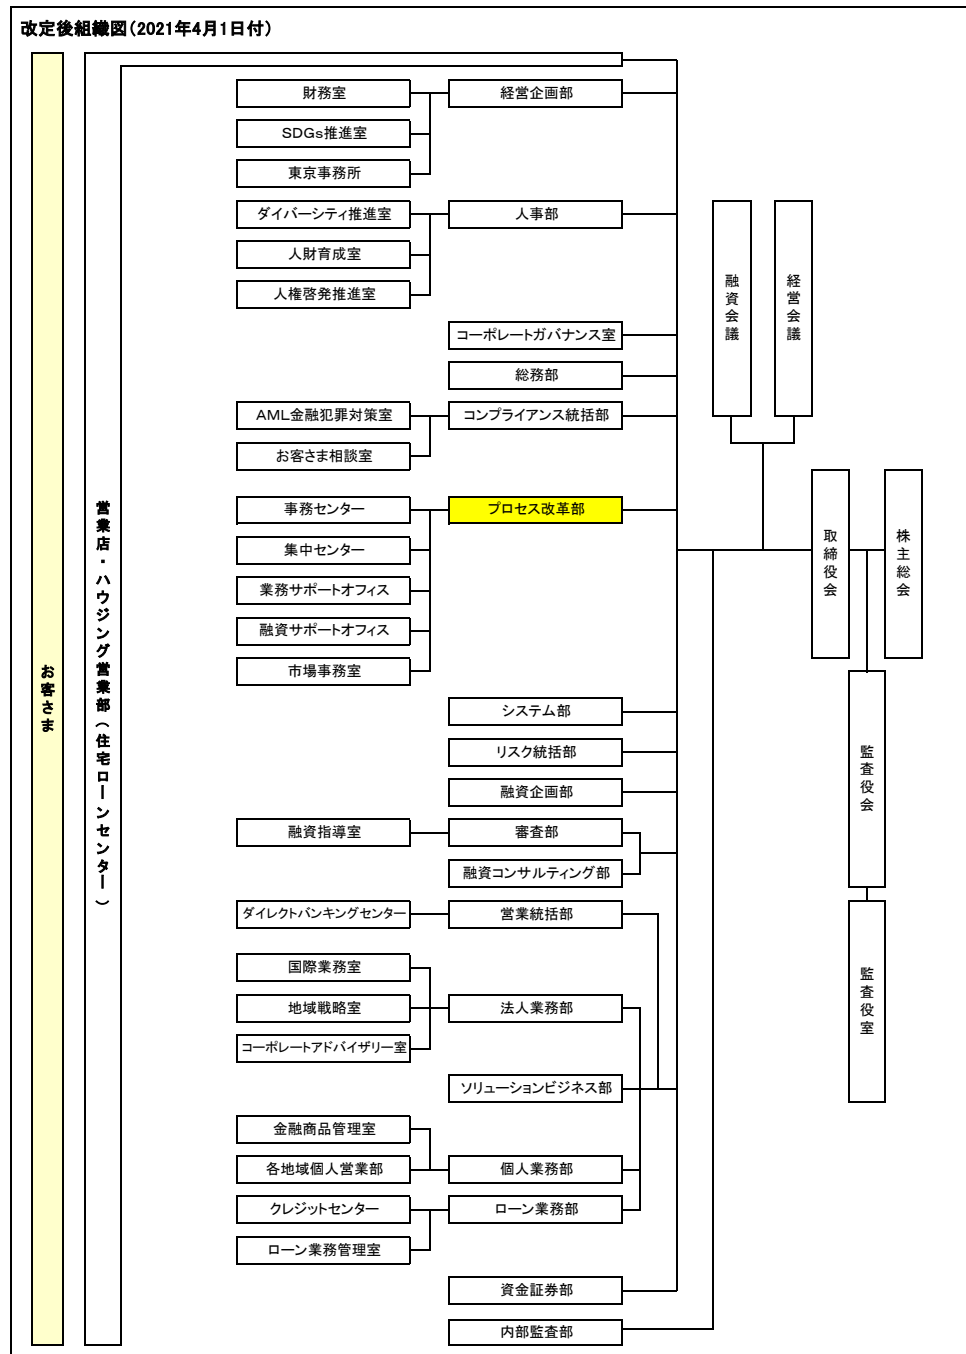 改定後組織図(2021年4月1日付)
お客さま
営業店・ハウジング営業部(住宅ローンセンター)
財務室
経営企画部
SDGs推進室
東京事務所
ダイバーシティ推進室
人事部
人財育成室
人権啓発推進室
コーポレートガバナンス室
総務部
AML金融犯罪対策室
コンプライアンス統括部
お客さま相談室
事務センター
プロセス改革部
集中センター
業務サポートオフィス
融資サポートオフィス
市場事務室
システム部
リスク統括部
融資企画部
融資指導室
審査部
融資コンサルティング部
ダイレクトバンキングセンター
営業統括部
国際業務室
地域戦略室
法人業務部
コーポレートアドバイザリー室
ソリューションビジネス部
金融商品管理室
各地域個人営業部
個人業務部
クレジットセンター
ローン業務部
ローン業務管理室
資金証券部
内部監査部
融資会議
経営会議
取締役会
株主総会
監査役会
監査役室